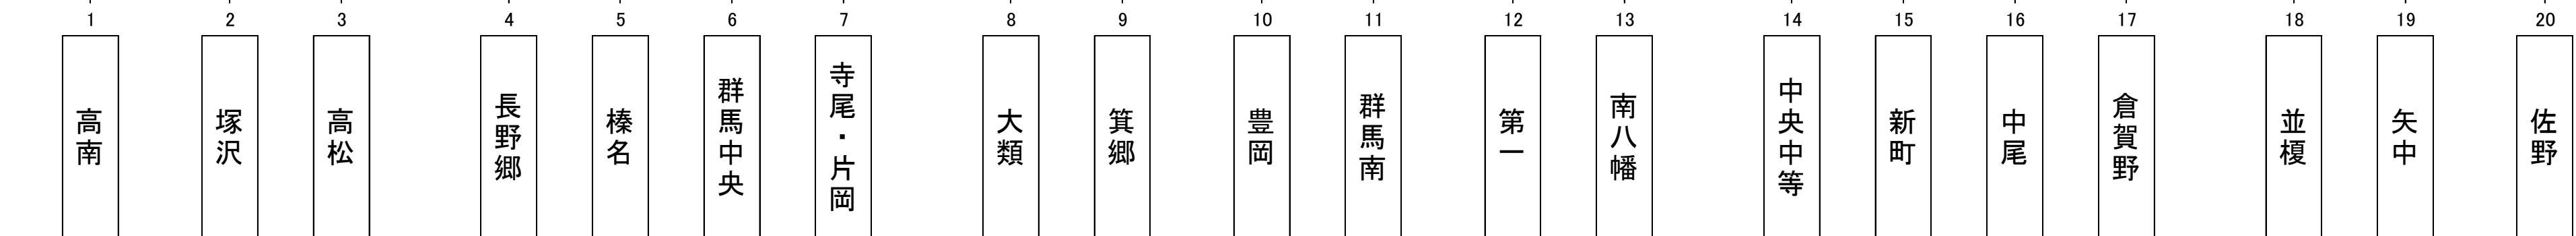 1 2 3 4 5 6 7 8 9 10 11 12 13 14 15 16 17 18 19 20
高南
塚沢
高松
長野郷
榛名
群馬中央
寺尾・片岡
大類
箕郷
豊岡
群馬南
第一
南八幡
中央中等
新町
中尾
倉賀野
並榎
矢中
佐野